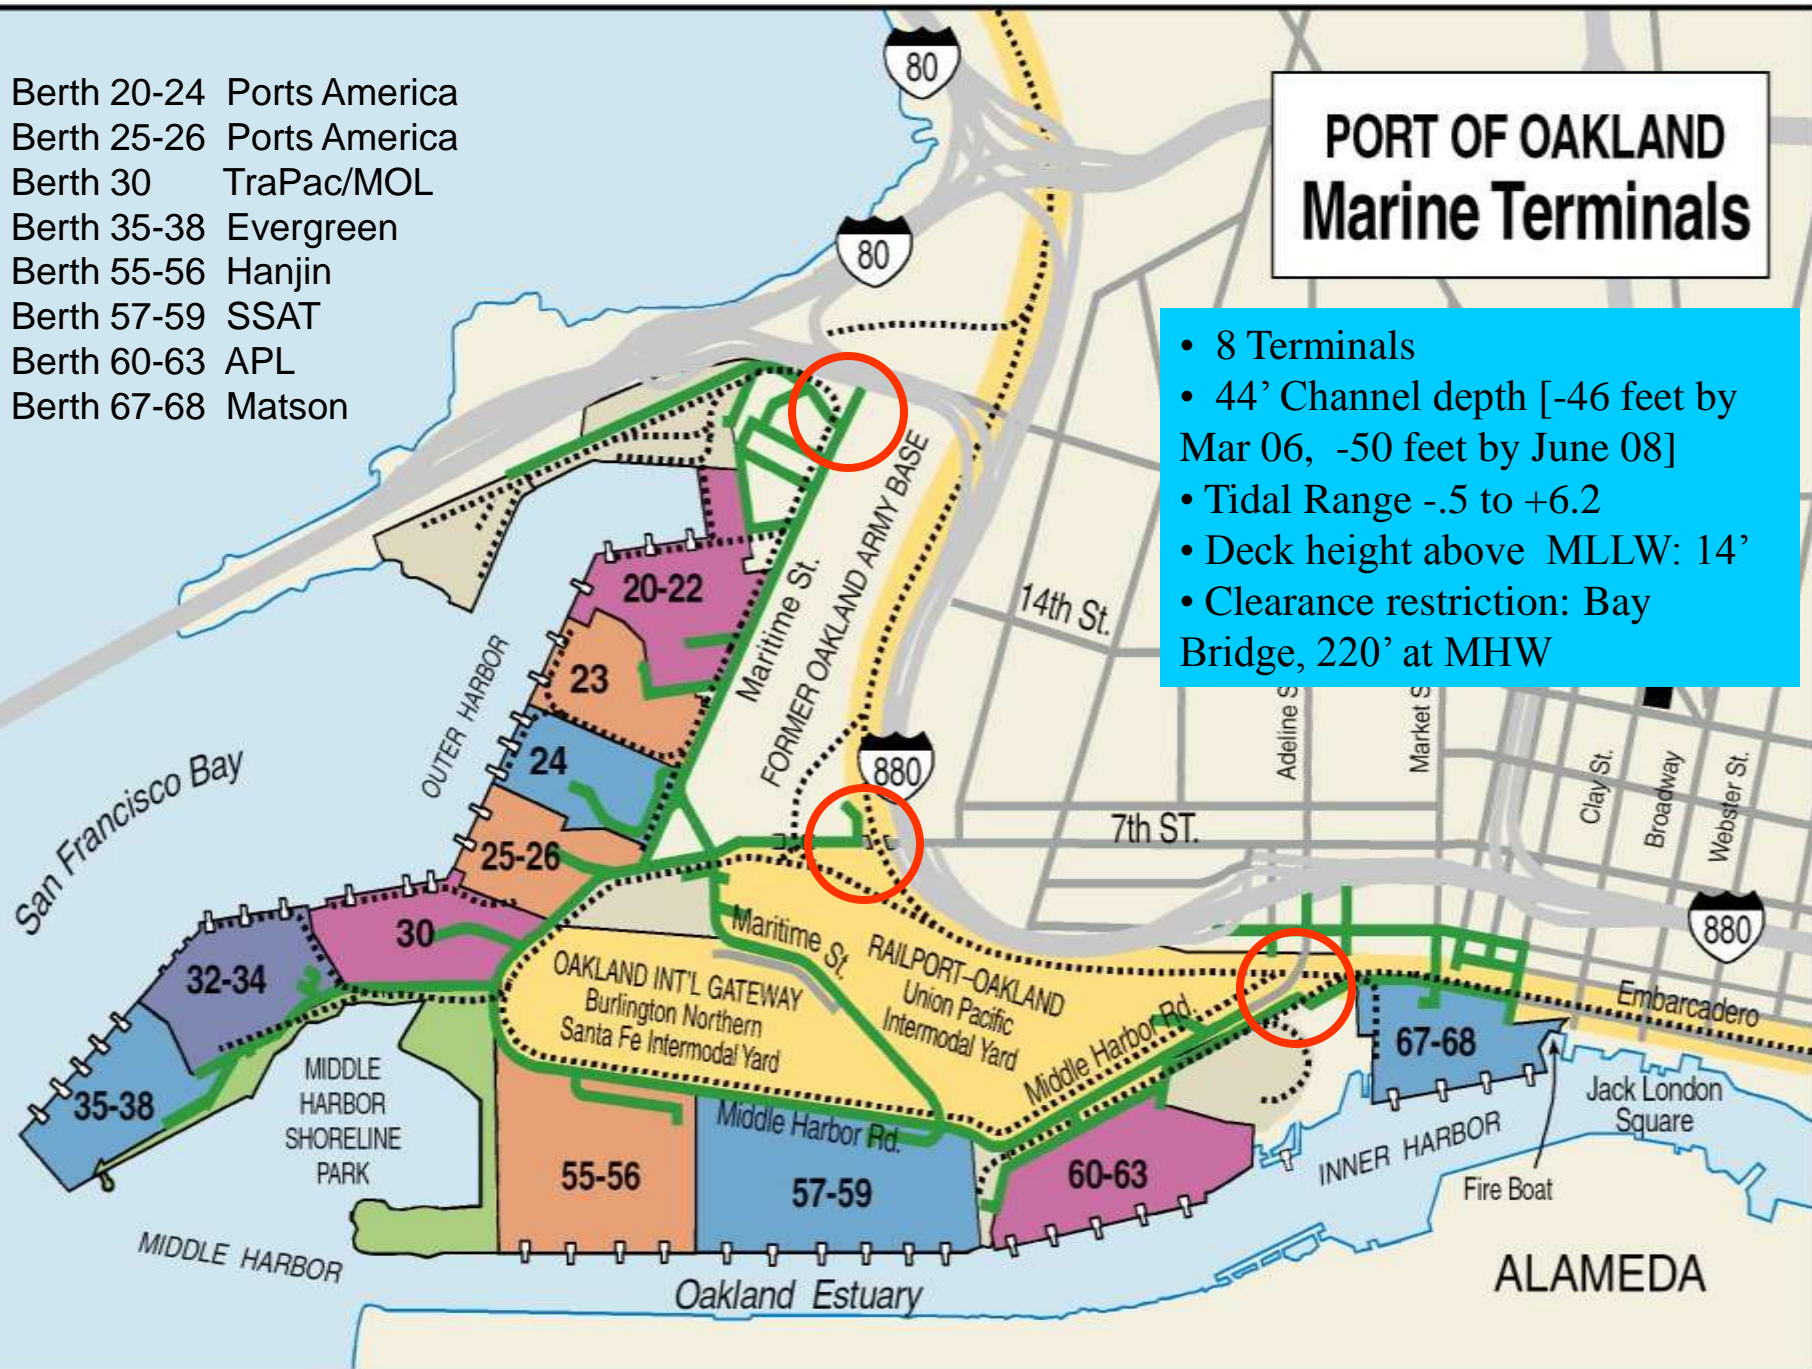 Berth 20-24 Ports America
Berth 25-26 Ports America
Berth 30 TraPac/MOL
Berth 35-38 Evergreen
Berth 55-56 Hanjin
Berth 57-59 SSAT
Berth 60-63 APL
Berth 67-68 Matson
80
80
PORT OF OAKLAND
Marine Terminals
• 8 Terminals
• 44’ Channel depth [-46 feet by
Mar 06, -50 feet by June 08]
• Tidal Range -.5 to +6.2
• Deck height above MLLW: 14’
• Clearance restriction: Bay
Bridge, 220’ at MHW
FORMER OAKLAND ARMY BASE
Maritime St.
14th St.
20-22
23
24
25-26
OUTER HARBOR
San Francisco Bay
880
7th ST.
Adeline S
Market S
Clay St.
Broadway
Webster St.
880
30
32-34
35-38
Maritime St.
OAKLAND INT'L GATEWAY
Burlington Northern
Santa Fe Intermodal Yard
RAILPORT–OAKLAND
Union Pacific
Intermodal Yard
Middle Harbor Rd.
Middle Harbor Rd.
Embarcadero
67-68
MIDDLE
HARBOR
SHORELINE
PARK
55-56
57-59
60-63
INNER HARBOR
Jack London
Square
Fire Boat
MIDDLE HARBOR
Oakland Estuary
ALAMEDA